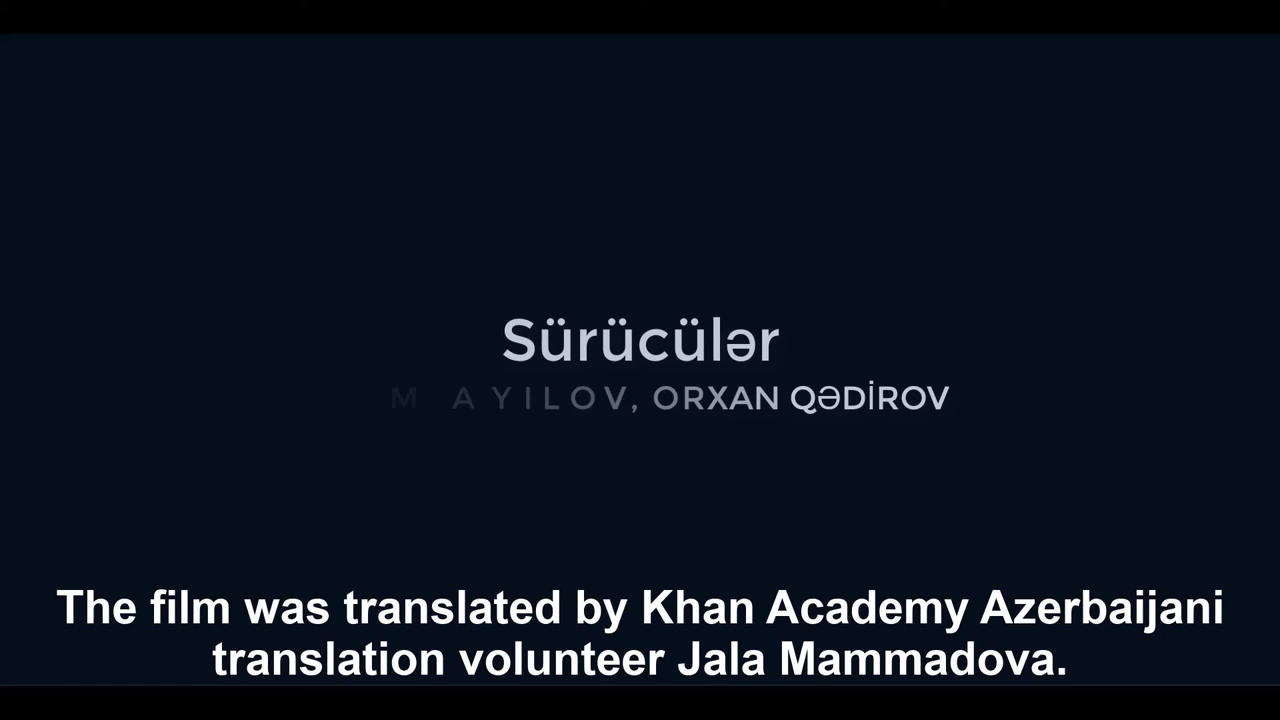 Sürücülər
ORXAN QƏDİROV
The film was translated by Khan Academy Azerbaijani
translation volunteer Jala Mammadova.